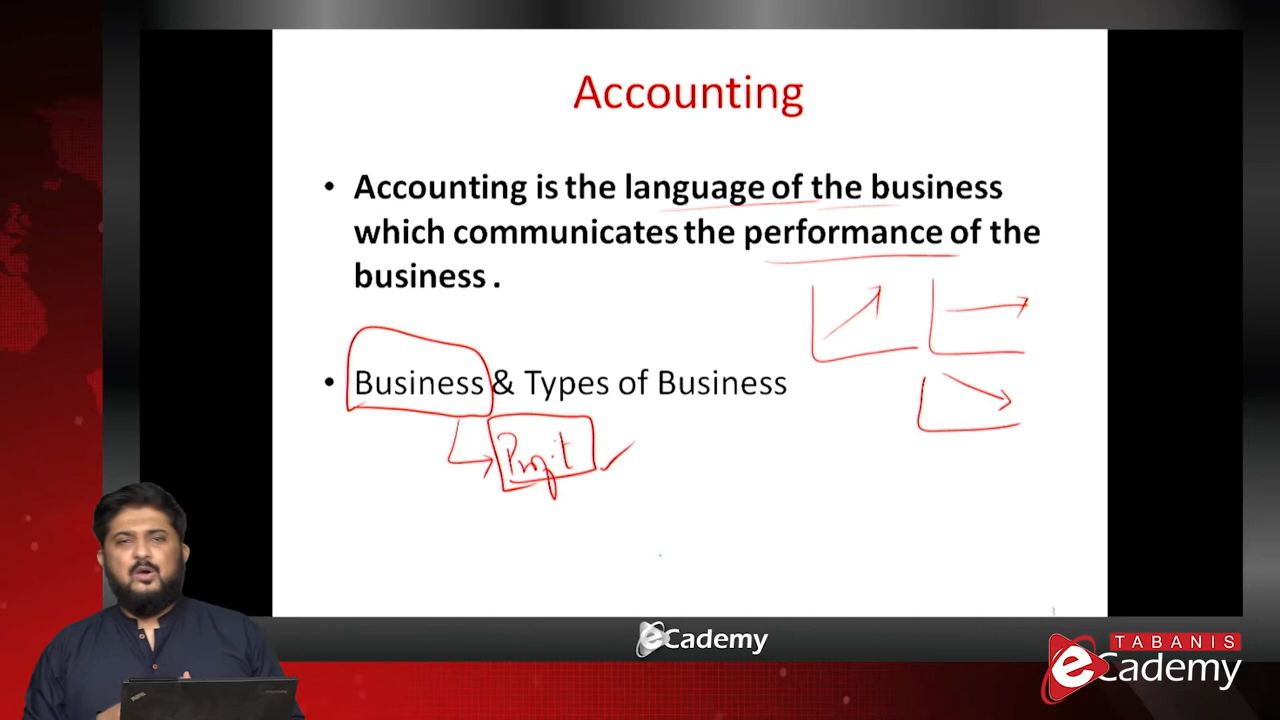 Accounting
• Accounting is the language of the business
which communicates the performance of the
business .
• Business & Types of Business
Profit
eCademy
TABANIS
eCademy